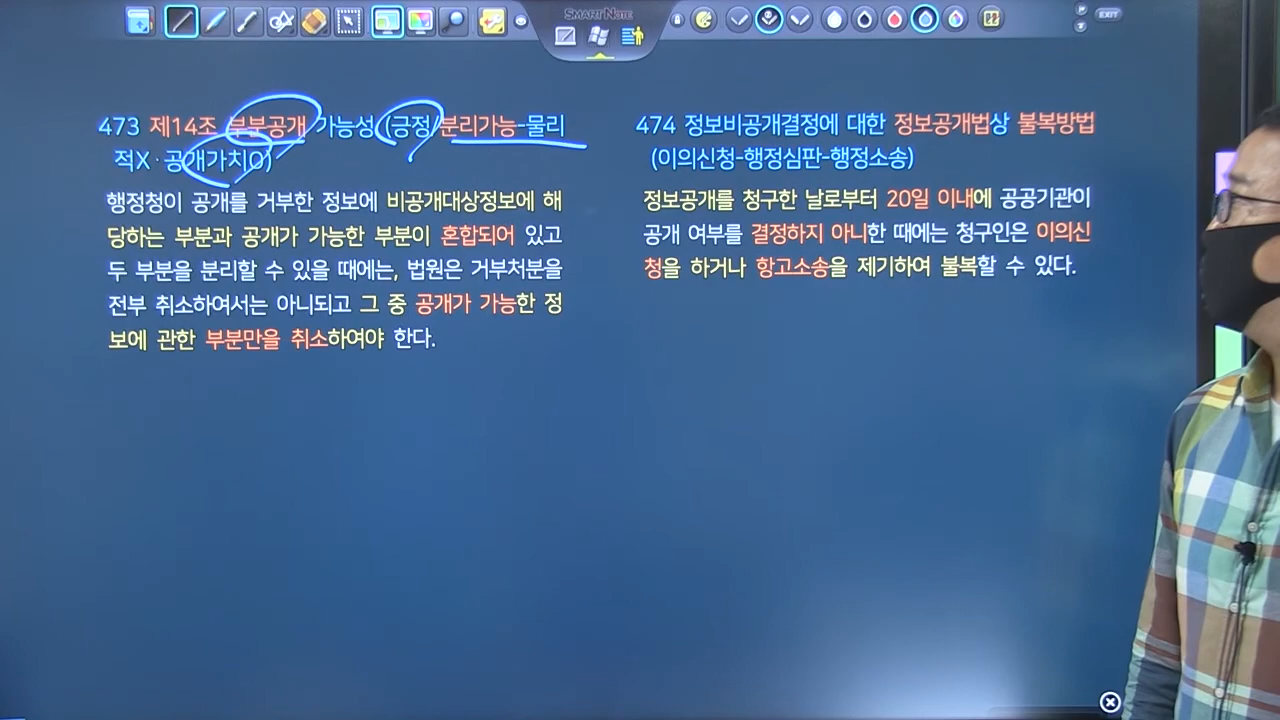 SMARTNOTE
EXIT
473 제14조 부분공개 가능성 (긍정/분리가능-물리
적X · 공개가치O)
행정청이 공개를 거부한 정보에 비공개대상정보에 해
당하는 부분과 공개가 가능한 부분이 혼합되어 있고
두 부분을 분리할 수 있을 때에는, 법원은 거부처분을
전부 취소하여서는 아니되고 그 중 공개가 가능한 정
보에 관한 부분만을 취소하여야 한다.
474 정보비공개결정에 대한 정보공개법상 불복방법
(이의신청-행정심판-행정소송)
정보공개를 청구한 날로부터 20일 이내에 공공기관이
공개 여부를 결정하지 아니한 때에는 청구인은 이의신
청을 하거나 항고소송을 제기하여 불복할 수 있다.